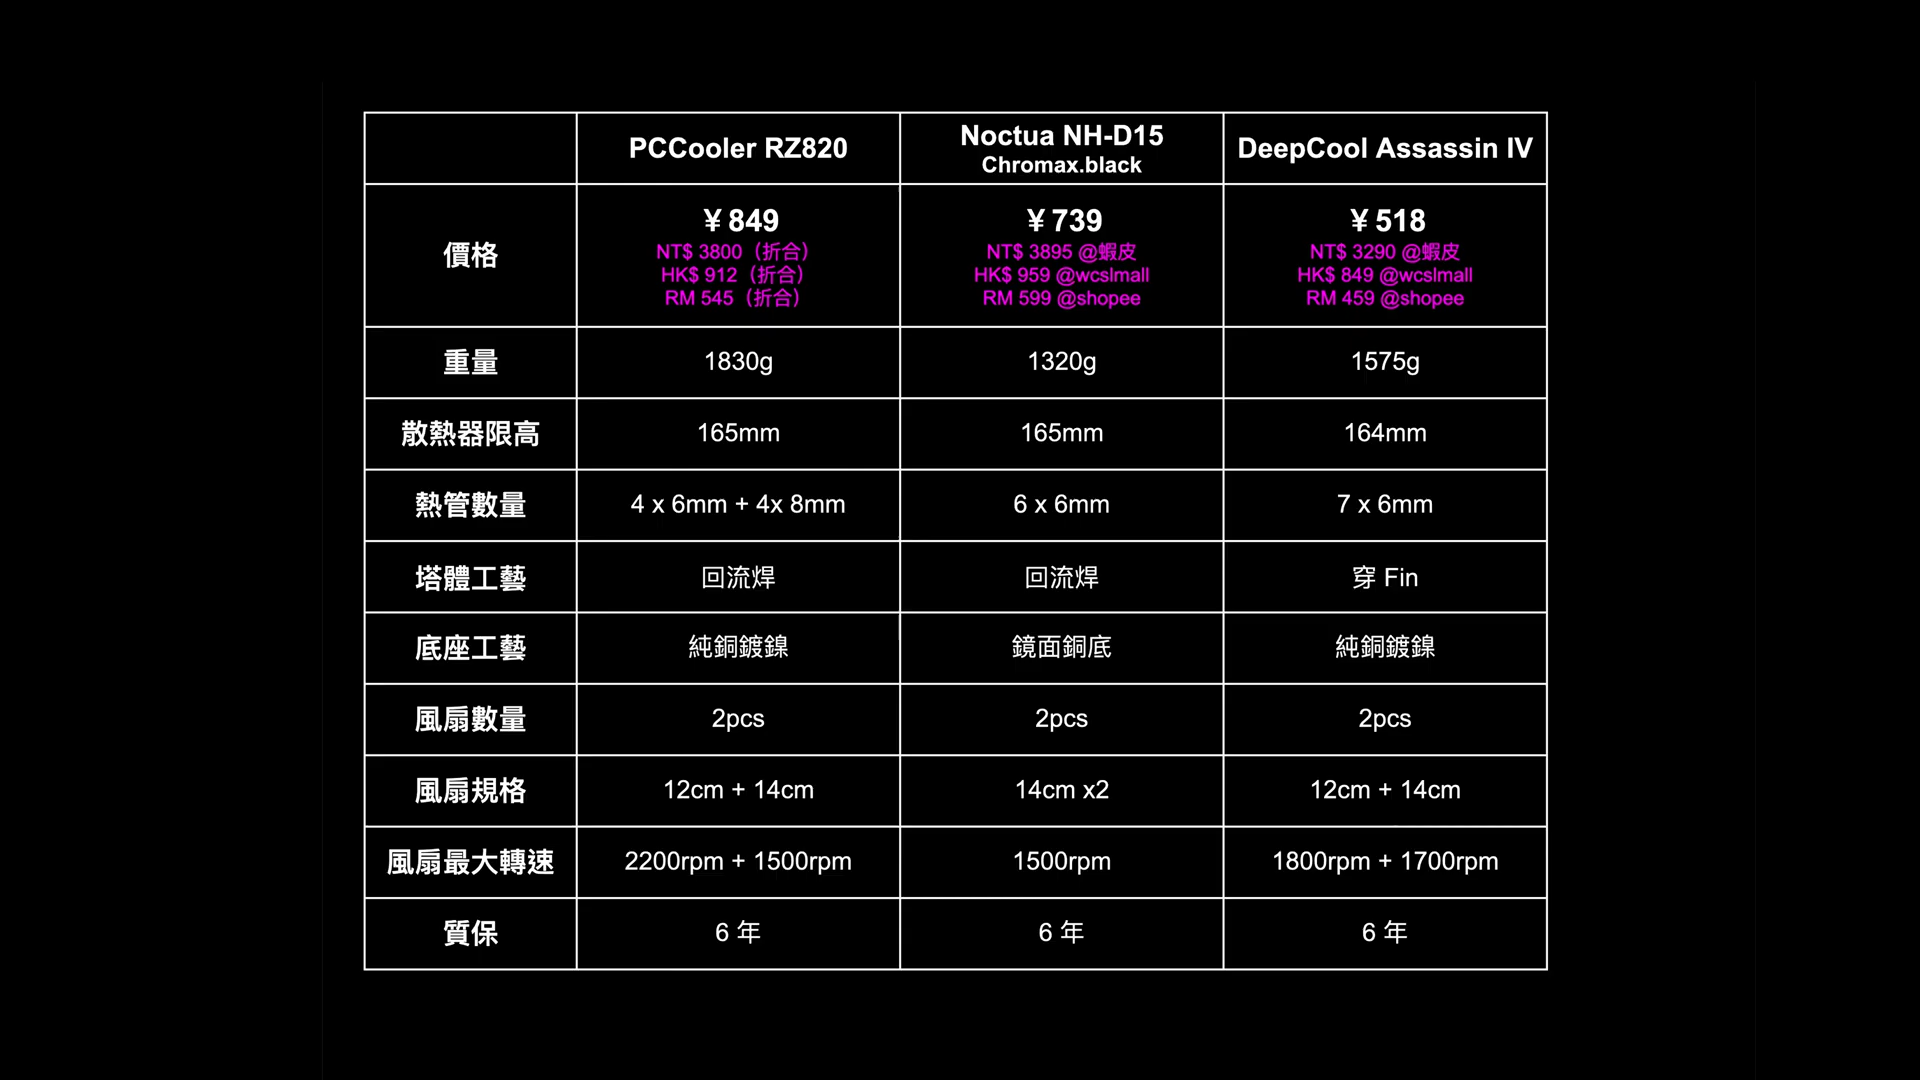 PCCooler RZ820
Noctua NH-D15
Chromax.black
DeepCool Assassin IV
價格
¥849
NT$ 3800（折合）
HK$ 912（折合）
RM 545（折合）
¥739
NT$ 3895 @蝦皮
HK$ 959 @wcslmall
RM 599 @shopee
¥518
NT$ 3290 @蝦皮
HK$ 849 @wcslmall
RM 459 @shopee
重量
1830g
1320g
1575g
散熱器限高
165mm
165mm
164mm
熱管數量
4 x 6mm + 4x 8mm
6 x 6mm
7 x 6mm
塔體工藝
回流焊
回流焊
穿 Fin
底座工藝
純銅鍍鎳
鏡面銅底
純銅鍍鎳
風扇數量
2pcs
2pcs
2pcs
風扇規格
12cm + 14cm
14cm x2
12cm + 14cm
風扇最大轉速
2200rpm + 1500rpm
1500rpm
1800rpm + 1700rpm
質保
6 年
6 年
6 年